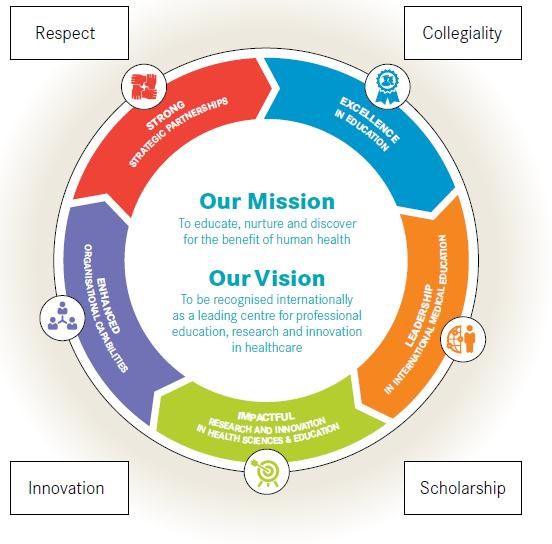 Respect
Collegiality
STRONG
STRATEGIC PARTNERSHIPS
EXCELLENCE
IN EDUCATION
Our Mission
To educate, nurture and discover
for the benefit of human health
Our Vision
To be recognised internationally
as a leading centre for professional
education, research and innovation
in healthcare
ENHANCED
ORGANISATIONAL CAPABILITIES
LEADERSHIP
IN INTERNATIONAL MEDICAL EDUCATION
IMPACTFUL
RESEARCH AND INNOVATION
IN HEALTH SCIENCES & EDUCATION
Innovation
Scholarship